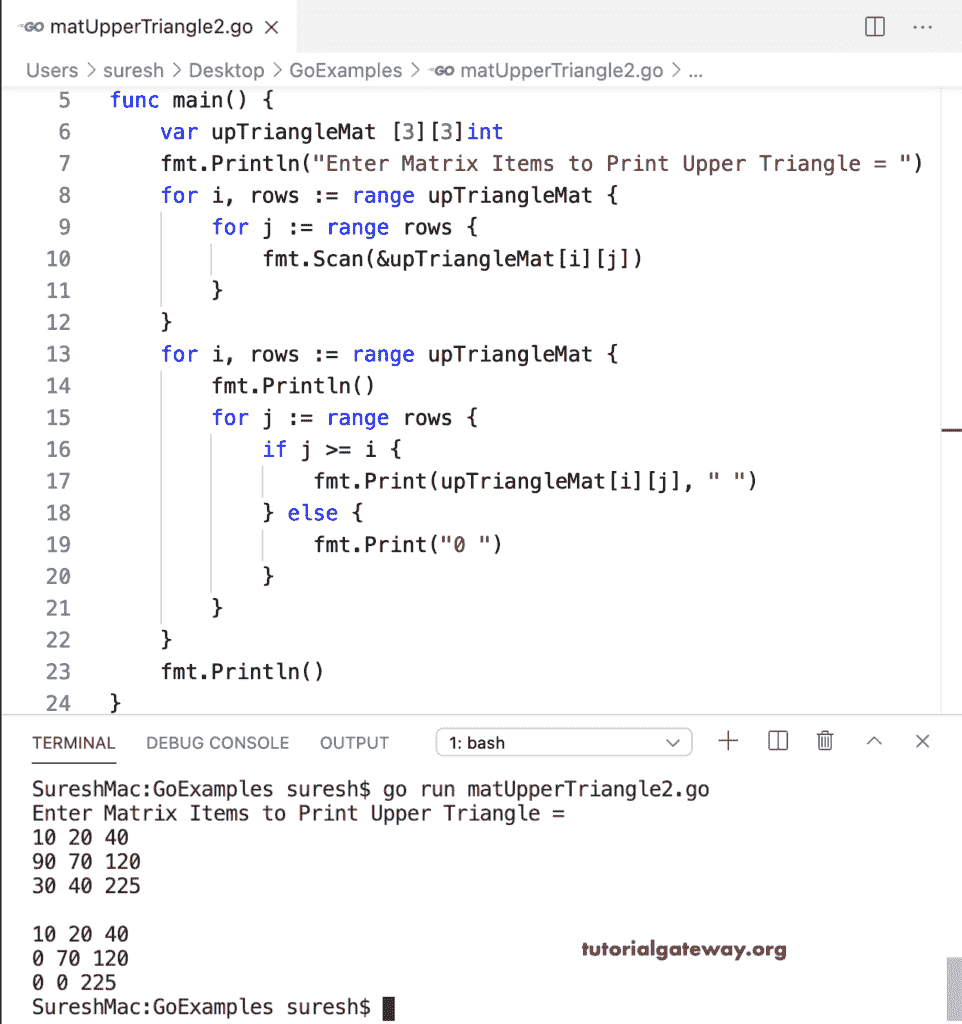 GO matUpperTriangle2.go ×
Users > suresh > Desktop > GoExamples > GO matUpperTriangle2.go > ...
5 func main() {
6     var upTriangleMat [3][3]int
7     fmt.Println("Enter Matrix Items to Print Upper Triangle = ")
8     for i, rows := range upTriangleMat {
9         for j := range rows {
10             fmt.Scan(&upTriangleMat[i][j])
11         }
12     }
13     for i, rows := range upTriangleMat {
14         fmt.Println()
15         for j := range rows {
16             if j >= i {
17                 fmt.Print(upTriangleMat[i][j], " ")
18             } else {
19                 fmt.Print("0 ")
20             }
21         }
22     }
23     fmt.Println()
24 }
TERMINAL DEBUG CONSOLE OUTPUT 1: bash
SureshMac:GoExamples suresh$ go run matUpperTriangle2.go
Enter Matrix Items to Print Upper Triangle =
10 20 40
90 70 120
30 40 225
10 20 40
0 70 120
0 0 225
SureshMac:GoExamples suresh$
tutorialgateway.org